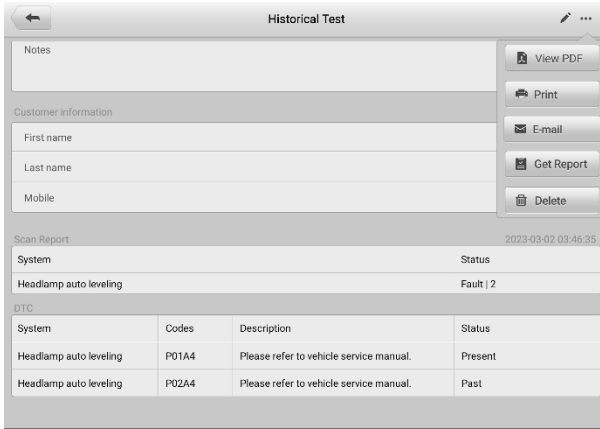 Historical Test
Notes
View PDF
Print
Customer information
E-mail
First name
Get Report
Last name
Mobile
Delete
Scan Report 2023-03-02 03:46:35
System Status
Headlamp auto leveling Fault | 2
DTC
System Codes Description Status
Headlamp auto leveling P01A4 Please refer to vehicle service manual. Present
Headlamp auto leveling P02A4 Please refer to vehicle service manual. Past